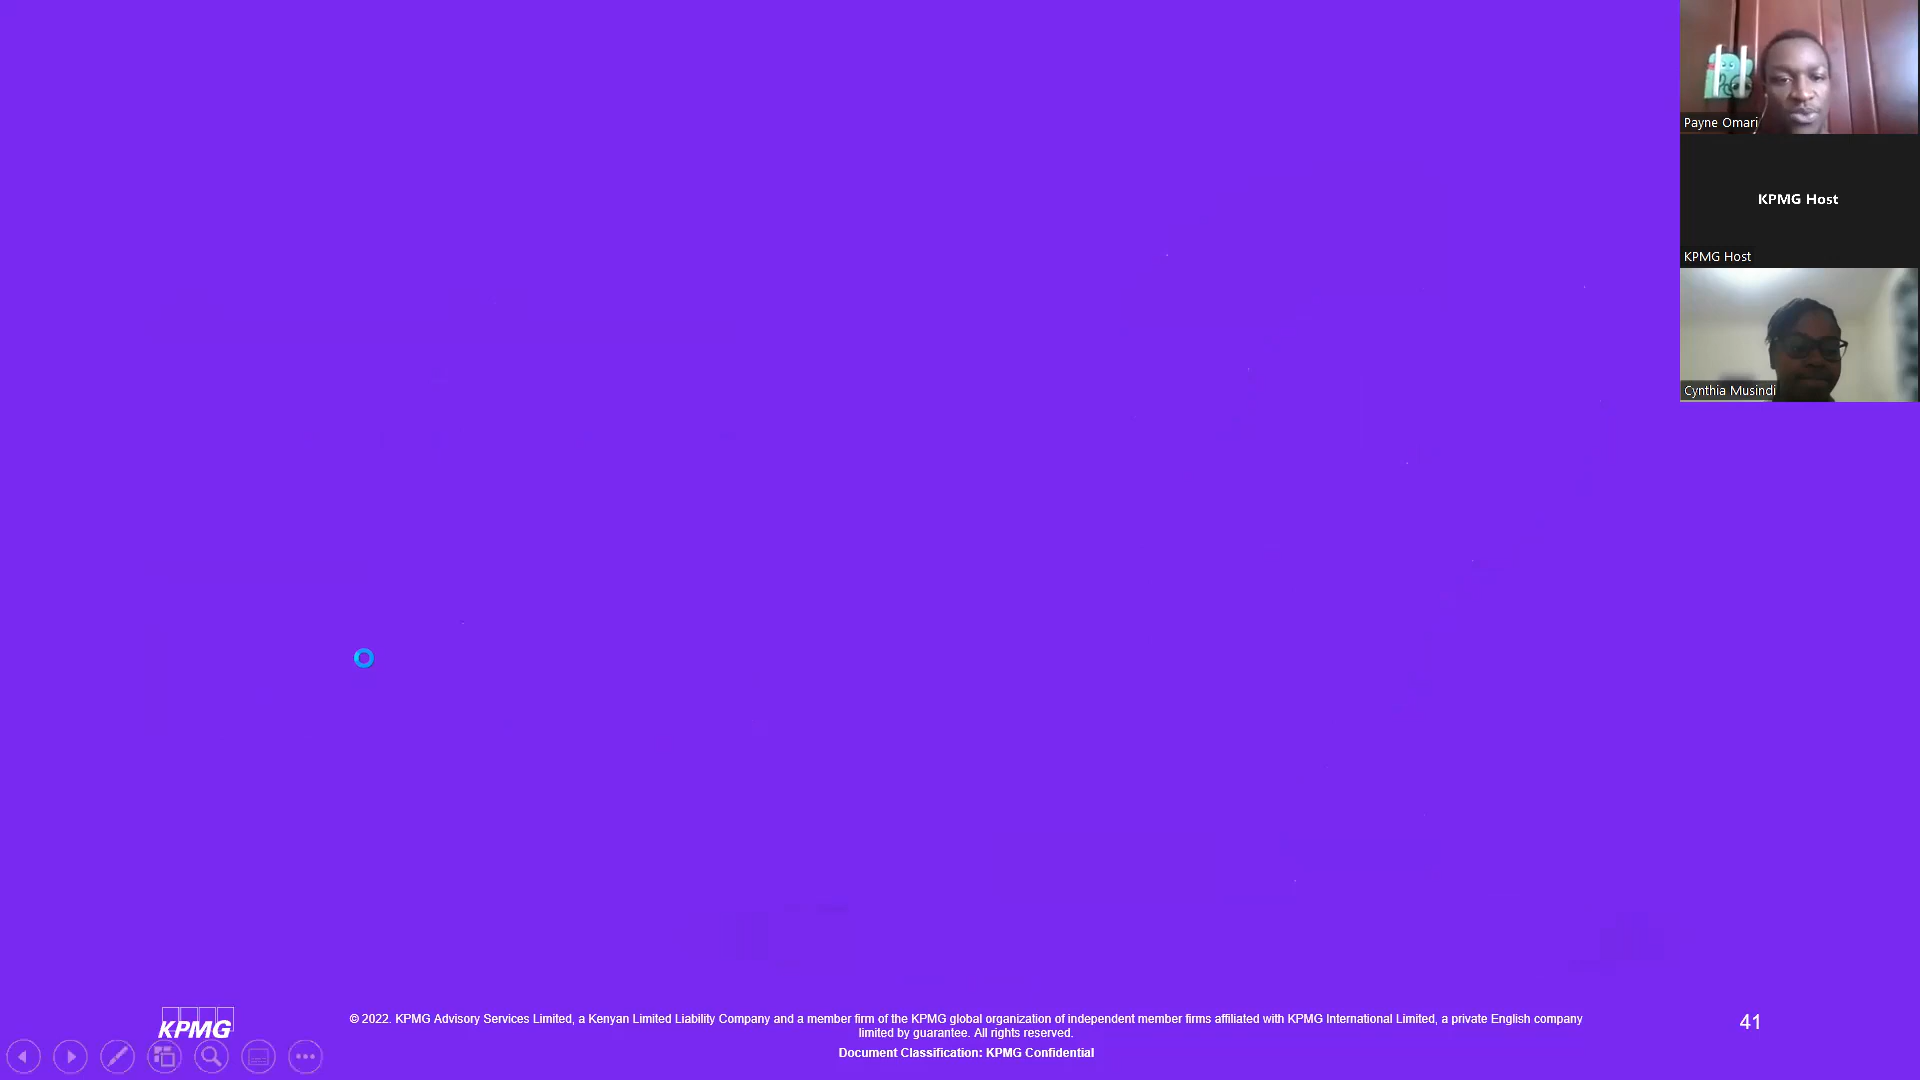 Payne Omari
KPMG Host
KPMG Host
Cynthia Musindi
KPMG
© 2022. KPMG Advisory Services Limited, a Kenyan Limited Liability Company and a member firm of the KPMG global organization of independent member firms affiliated with KPMG International Limited, a private English company
limited by guarantee. All rights reserved.
Document Classification: KPMG Confidential
41